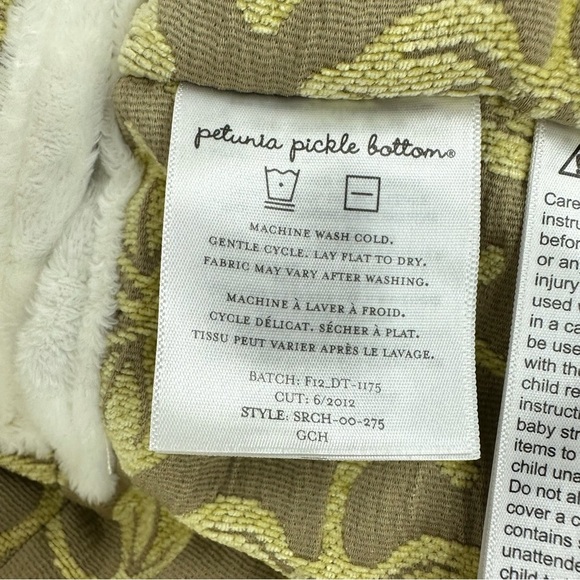 petunia pickle bottom®
MACHINE WASH COLD.
GENTLE CYCLE. LAY FLAT TO DRY.
FABRIC MAY VARY AFTER WASHING.
MACHINE À LAVER À FROID.
CYCLE DÉLICAT. SÉCHER À PLAT.
TISSU PEUT VARIER APRÈS LE LAVAGE.
BATCH: F12_DT-1175
CUT: 6/2012
STYLE: SRCH-00-275
GCH
Care
instru
before
or an
injury
used
in a ca
be use
with the
child re
instruct
baby str
items to
child una
Do not al
cover a c
contains s
unattende
child